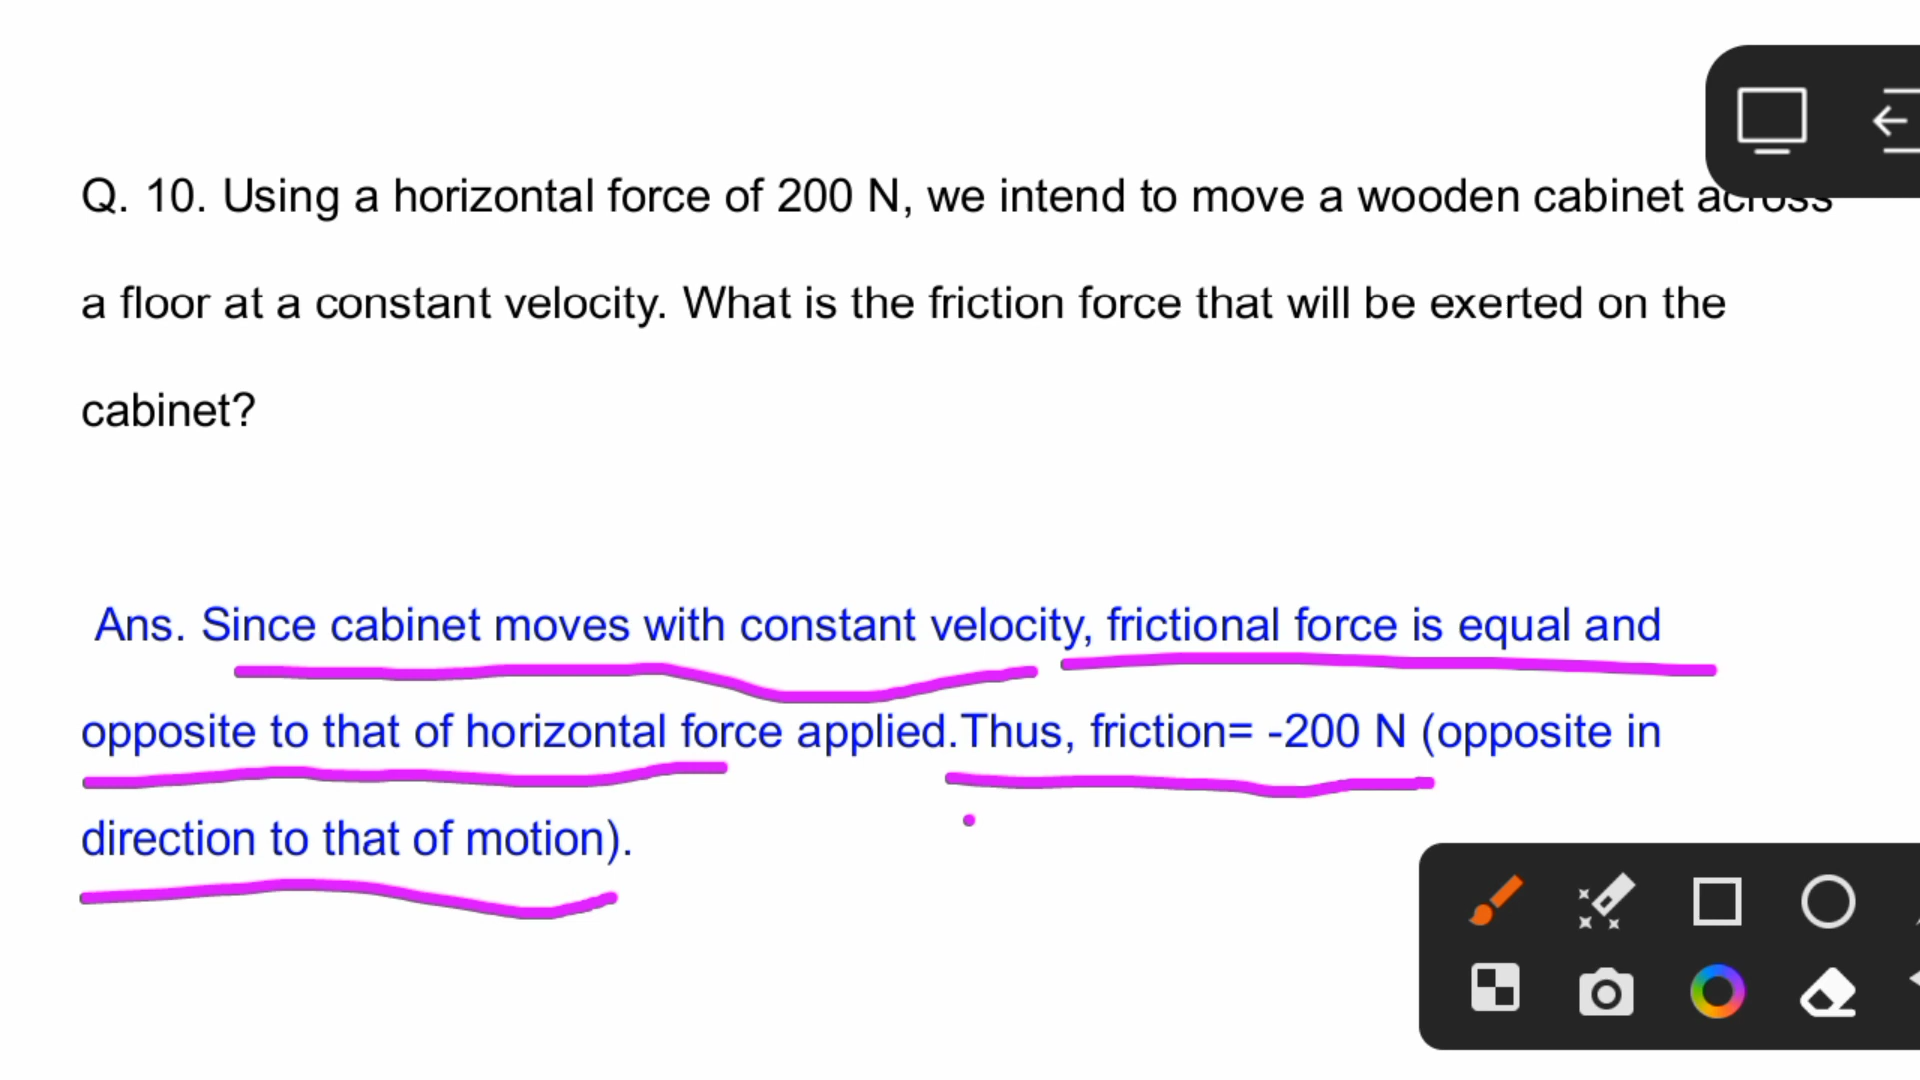 Q. 10. Using a horizontal force of 200 N, we intend to move a wooden cabinet across
a floor at a constant velocity. What is the friction force that will be exerted on the
cabinet?
Ans. Since cabinet moves with constant velocity, frictional force is equal and
opposite to that of horizontal force applied.Thus, friction= -200 N (opposite in
direction to that of motion).